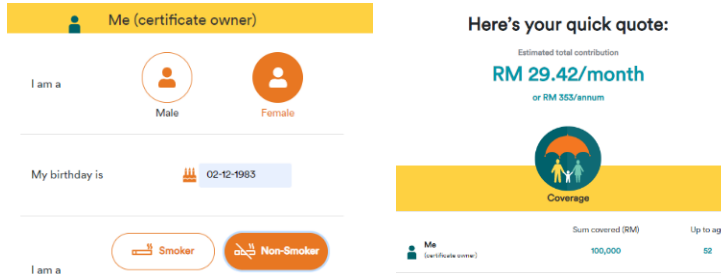 Me (certificate owner)
I am a
Male
Female
My birthday is
02-12-1983
Smoker
Non-Smoker
I am a
Here's your quick quote:
Estimated total contribution
RM 29.42/month
or RM 353/annum
Coverage
Sum covered (RM)
Up to ag
Me
(certificate owner)
100,000
52